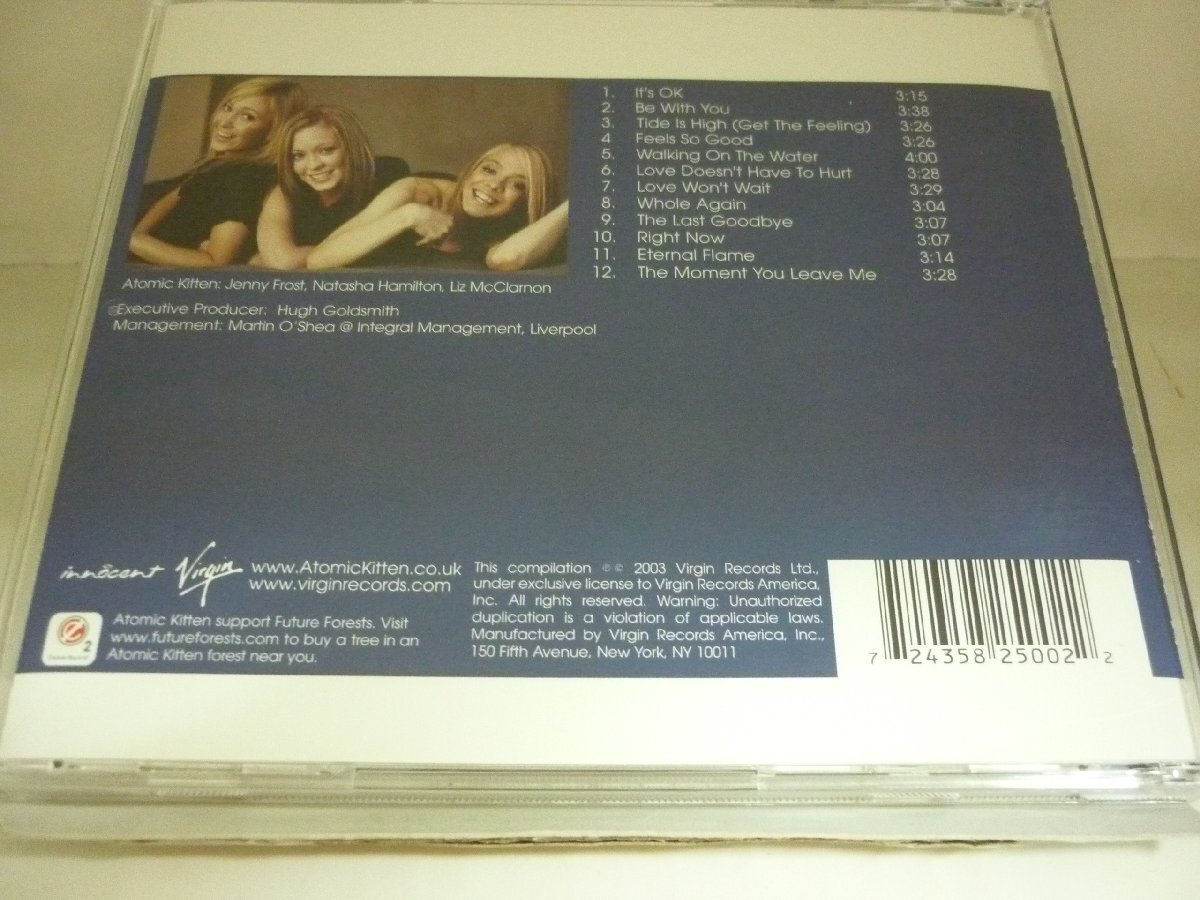 1. It's OK 3:15
2. Be With You 3:38
3. Tide Is High (Get The Feeling) 3:26
4 Feels So Good 3:26
5. Walking On The Water 4:00
6. Love Doesn't Have To Hurt 3:28
7. Love Won't Wait 3:29
8. Whole Again 3:04
9. The Last Goodbye 3:07
10. Right Now 3:07
11. Eternal Flame 3:14
12. The Moment You Leave Me 3:28
Atomic Kitten: Jenny Frost, Natasha Hamilton, Liz McClarnon
Executive Producer: Hugh Goldsmith
Management: Martin O'Shea @ Integral Management, Liverpool
innocent Virgin
www.AtomicKitten.co.uk
www.virginrecords.com
2
Atomic Kitten support Future Forests. Visit
www.futureforests.com to buy a tree in an
Atomic Kitten forest near you.
This compilation ℗ © 2003 Virgin Records Ltd.,
under exclusive license to Virgin Records America,
Inc. All rights reserved. Warning: Unauthorized
duplication is a violation of applicable laws.
Manufactured by Virgin Records America, Inc.,
150 Fifth Avenue, New York, NY 10011
7 24358 25002 2